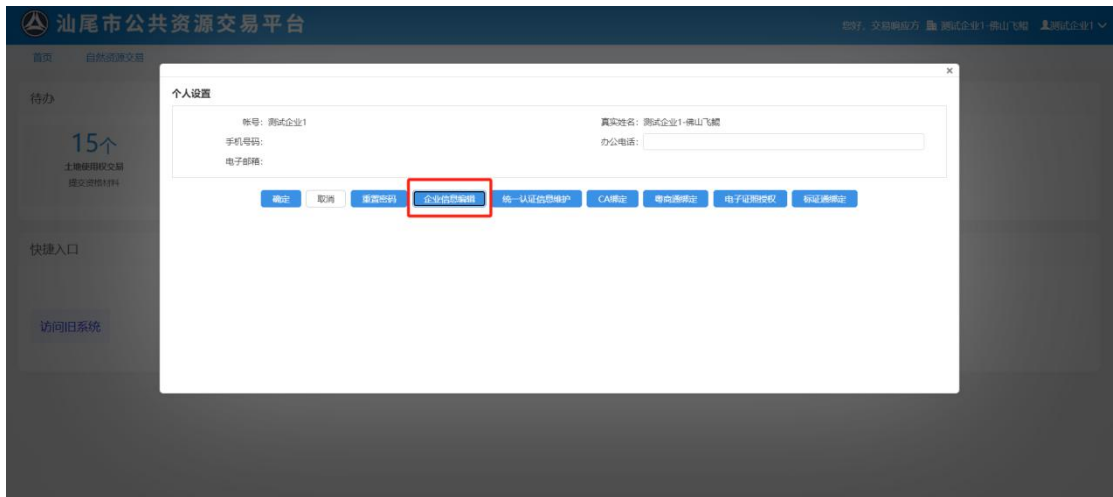 汕尾市公共资源交易平台
您好，交易响应方 测试企业1-佛山飞鲲 测试企业1
首页 自然资源交易
待办
15个
土地使用权交易
提交资格材料
快捷入口
访问旧系统
×
个人设置
帐号： 测试企业1 真实姓名： 测试企业1-佛山飞鲲
手机号码： 办公电话：
电子邮箱：
确定 取消 重置密码 企业信息编辑 统一认证信息维护 CA绑定 粤商通绑定 电子证照授权 标证通绑定